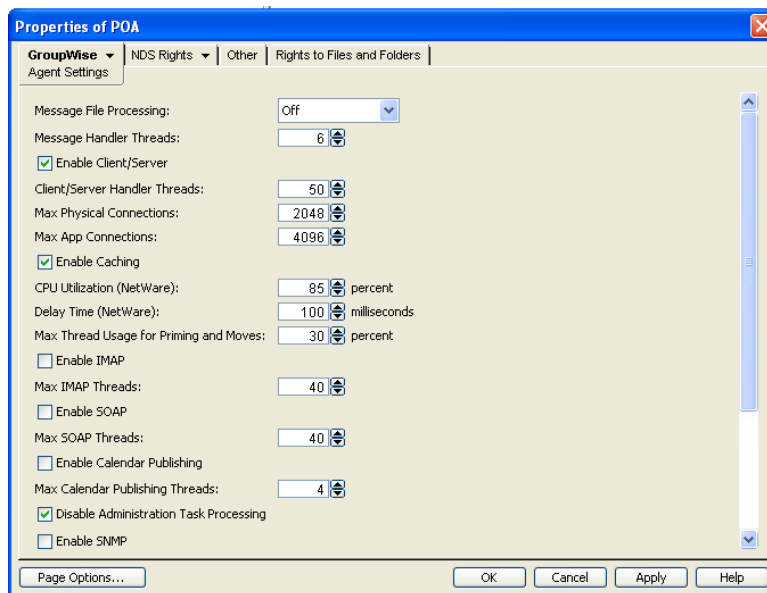 Properties of POA
GroupWise NDS Rights Other Rights to Files and Folders
Agent Settings
Message File Processing: Off
Message Handler Threads: 6
Enable Client/Server
Client/Server Handler Threads: 50
Max Physical Connections: 2048
Max App Connections: 4096
Enable Caching
CPU Utilization (NetWare): 85 percent
Delay Time (NetWare): 100 milliseconds
Max Thread Usage for Priming and Moves: 30 percent
Enable IMAP
Max IMAP Threads: 40
Enable SOAP
Max SOAP Threads: 40
Enable Calendar Publishing
Max Calendar Publishing Threads: 4
Disable Administration Task Processing
Enable SNMP
Page Options... OK Cancel Apply Help